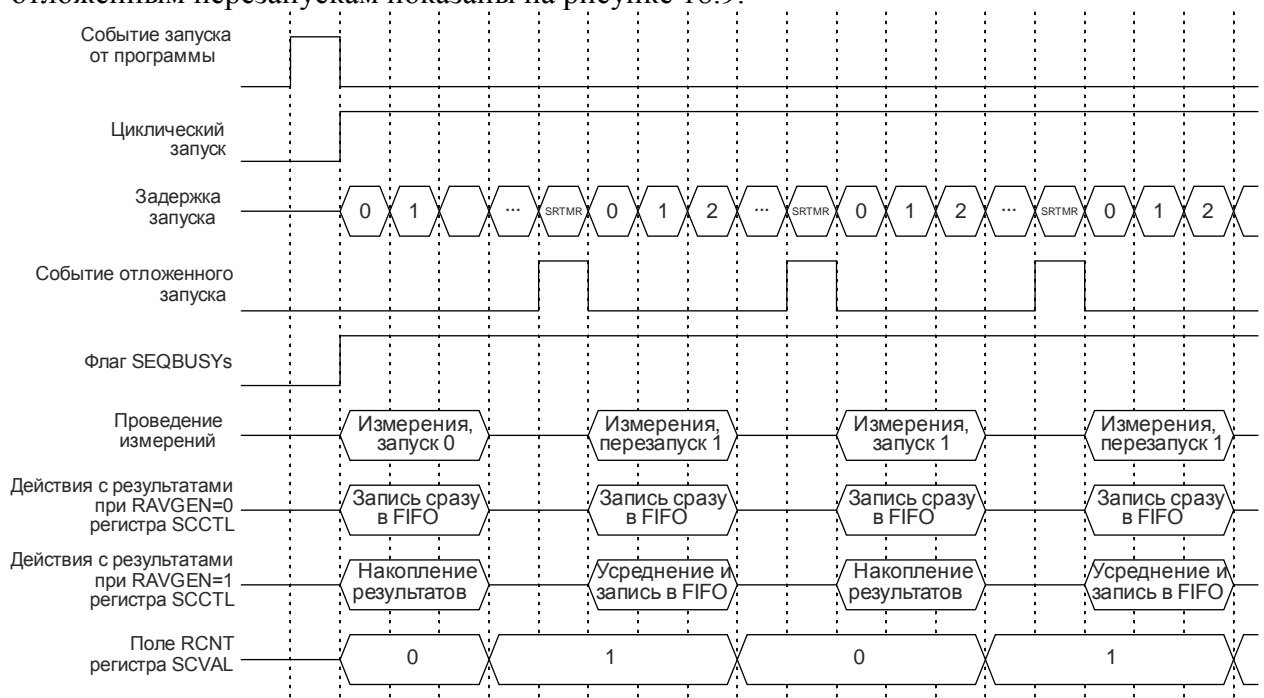 отложенным перезапускам показаны на рисунке 18.9.
Событие запуска
от программы
Циклический
запуск
Задержка
запуска
0 1 ... SRTMR 0 1 2 ... SRTMR 0 1 2 ... SRTMR 0 1 2
Событие отложенного
запуска
Флаг SEQBUSYs
Проведение
измерений
Измерения,
запуск 0
Измерения,
перезапуск 1
Измерения,
запуск 1
Измерения,
перезапуск 1
Действия с результатами
при RAVGEN=0
регистра SCCTL
Запись сразу
в FIFO
Запись сразу
в FIFO
Запись сразу
в FIFO
Запись сразу
в FIFO
Действия с результатами
при RAVGEN=1
регистра SCCTL
Накопление
результатов
Усреднение и
запись в FIFO
Накопление
результатов
Усреднение и
запись в FIFO
Поле RCNT
регистра SCVAL
0 1 0 1